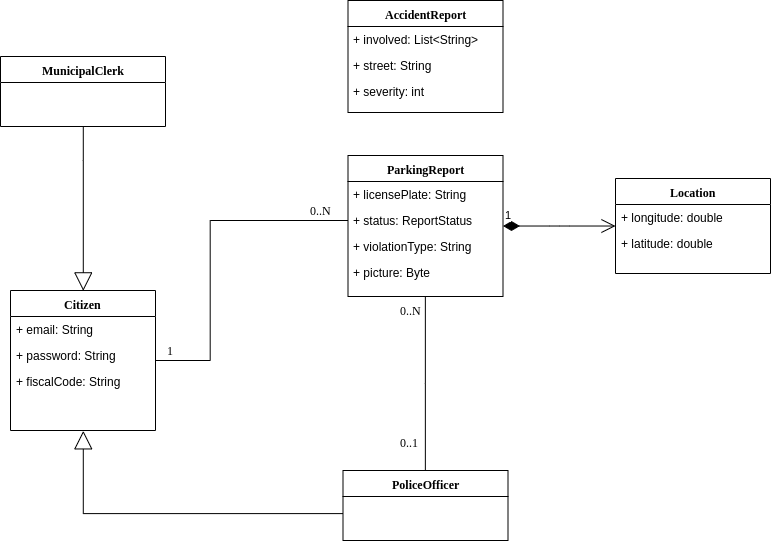 AccidentReport
+ involved: List<String>
+ street: String
+ severity: int
MunicipalClerk
ParkingReport
+ licensePlate: String
+ status: ReportStatus
+ violationType: String
+ picture: Byte
Location
+ longitude: double
+ latitude: double
0..N
1
Citizen
+ email: String
+ password: String
+ fiscalCode: String
1
0..N
0..1
PoliceOfficer